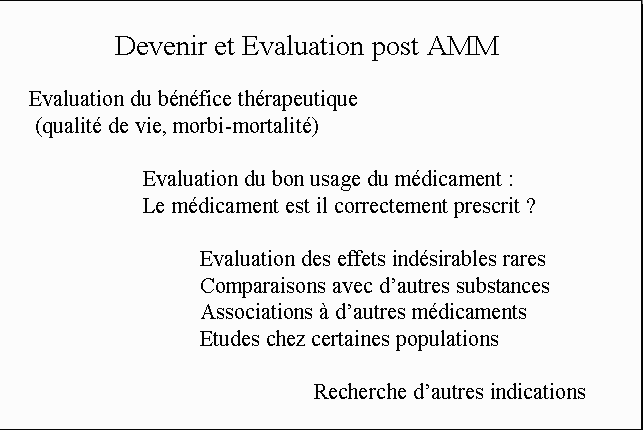 Devenir et Evaluation post AMM
Evaluation du bénéfice thérapeutique
(qualité de vie, morbi-mortalité)
Evaluation du bon usage du médicament :
Le médicament est il correctement prescrit ?
Evaluation des effets indésirables rares
Comparaisons avec d'autres substances
Associations à d'autres médicaments
Etudes chez certaines populations
Recherche d'autres indications